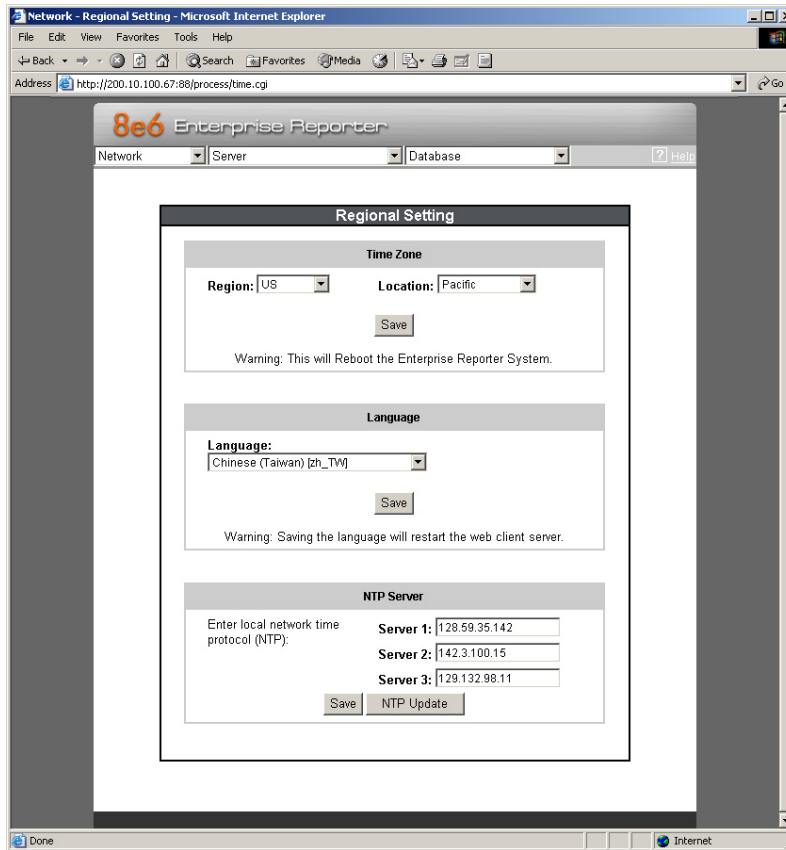 Network - Regional Setting - Microsoft Internet Explorer
File Edit View Favorites Tools Help
Back Search Favorites Media
Address http://200.10.100.67:88/process/time.cgi Go
8e6 Enterprise Reporter
Network Server Database ? Help
Regional Setting
Time Zone
Region: US Location: Pacific
Save
Warning: This will Reboot the Enterprise Reporter System.
Language
Language:
Chinese (Taiwan) [zh_TW]
Save
Warning: Saving the language will restart the web client server.
NTP Server
Enter local network time
protocol (NTP):
Server 1: 128.59.35.142
Server 2: 142.3.100.15
Server 3: 129.132.98.11
Save NTP Update
Done Internet